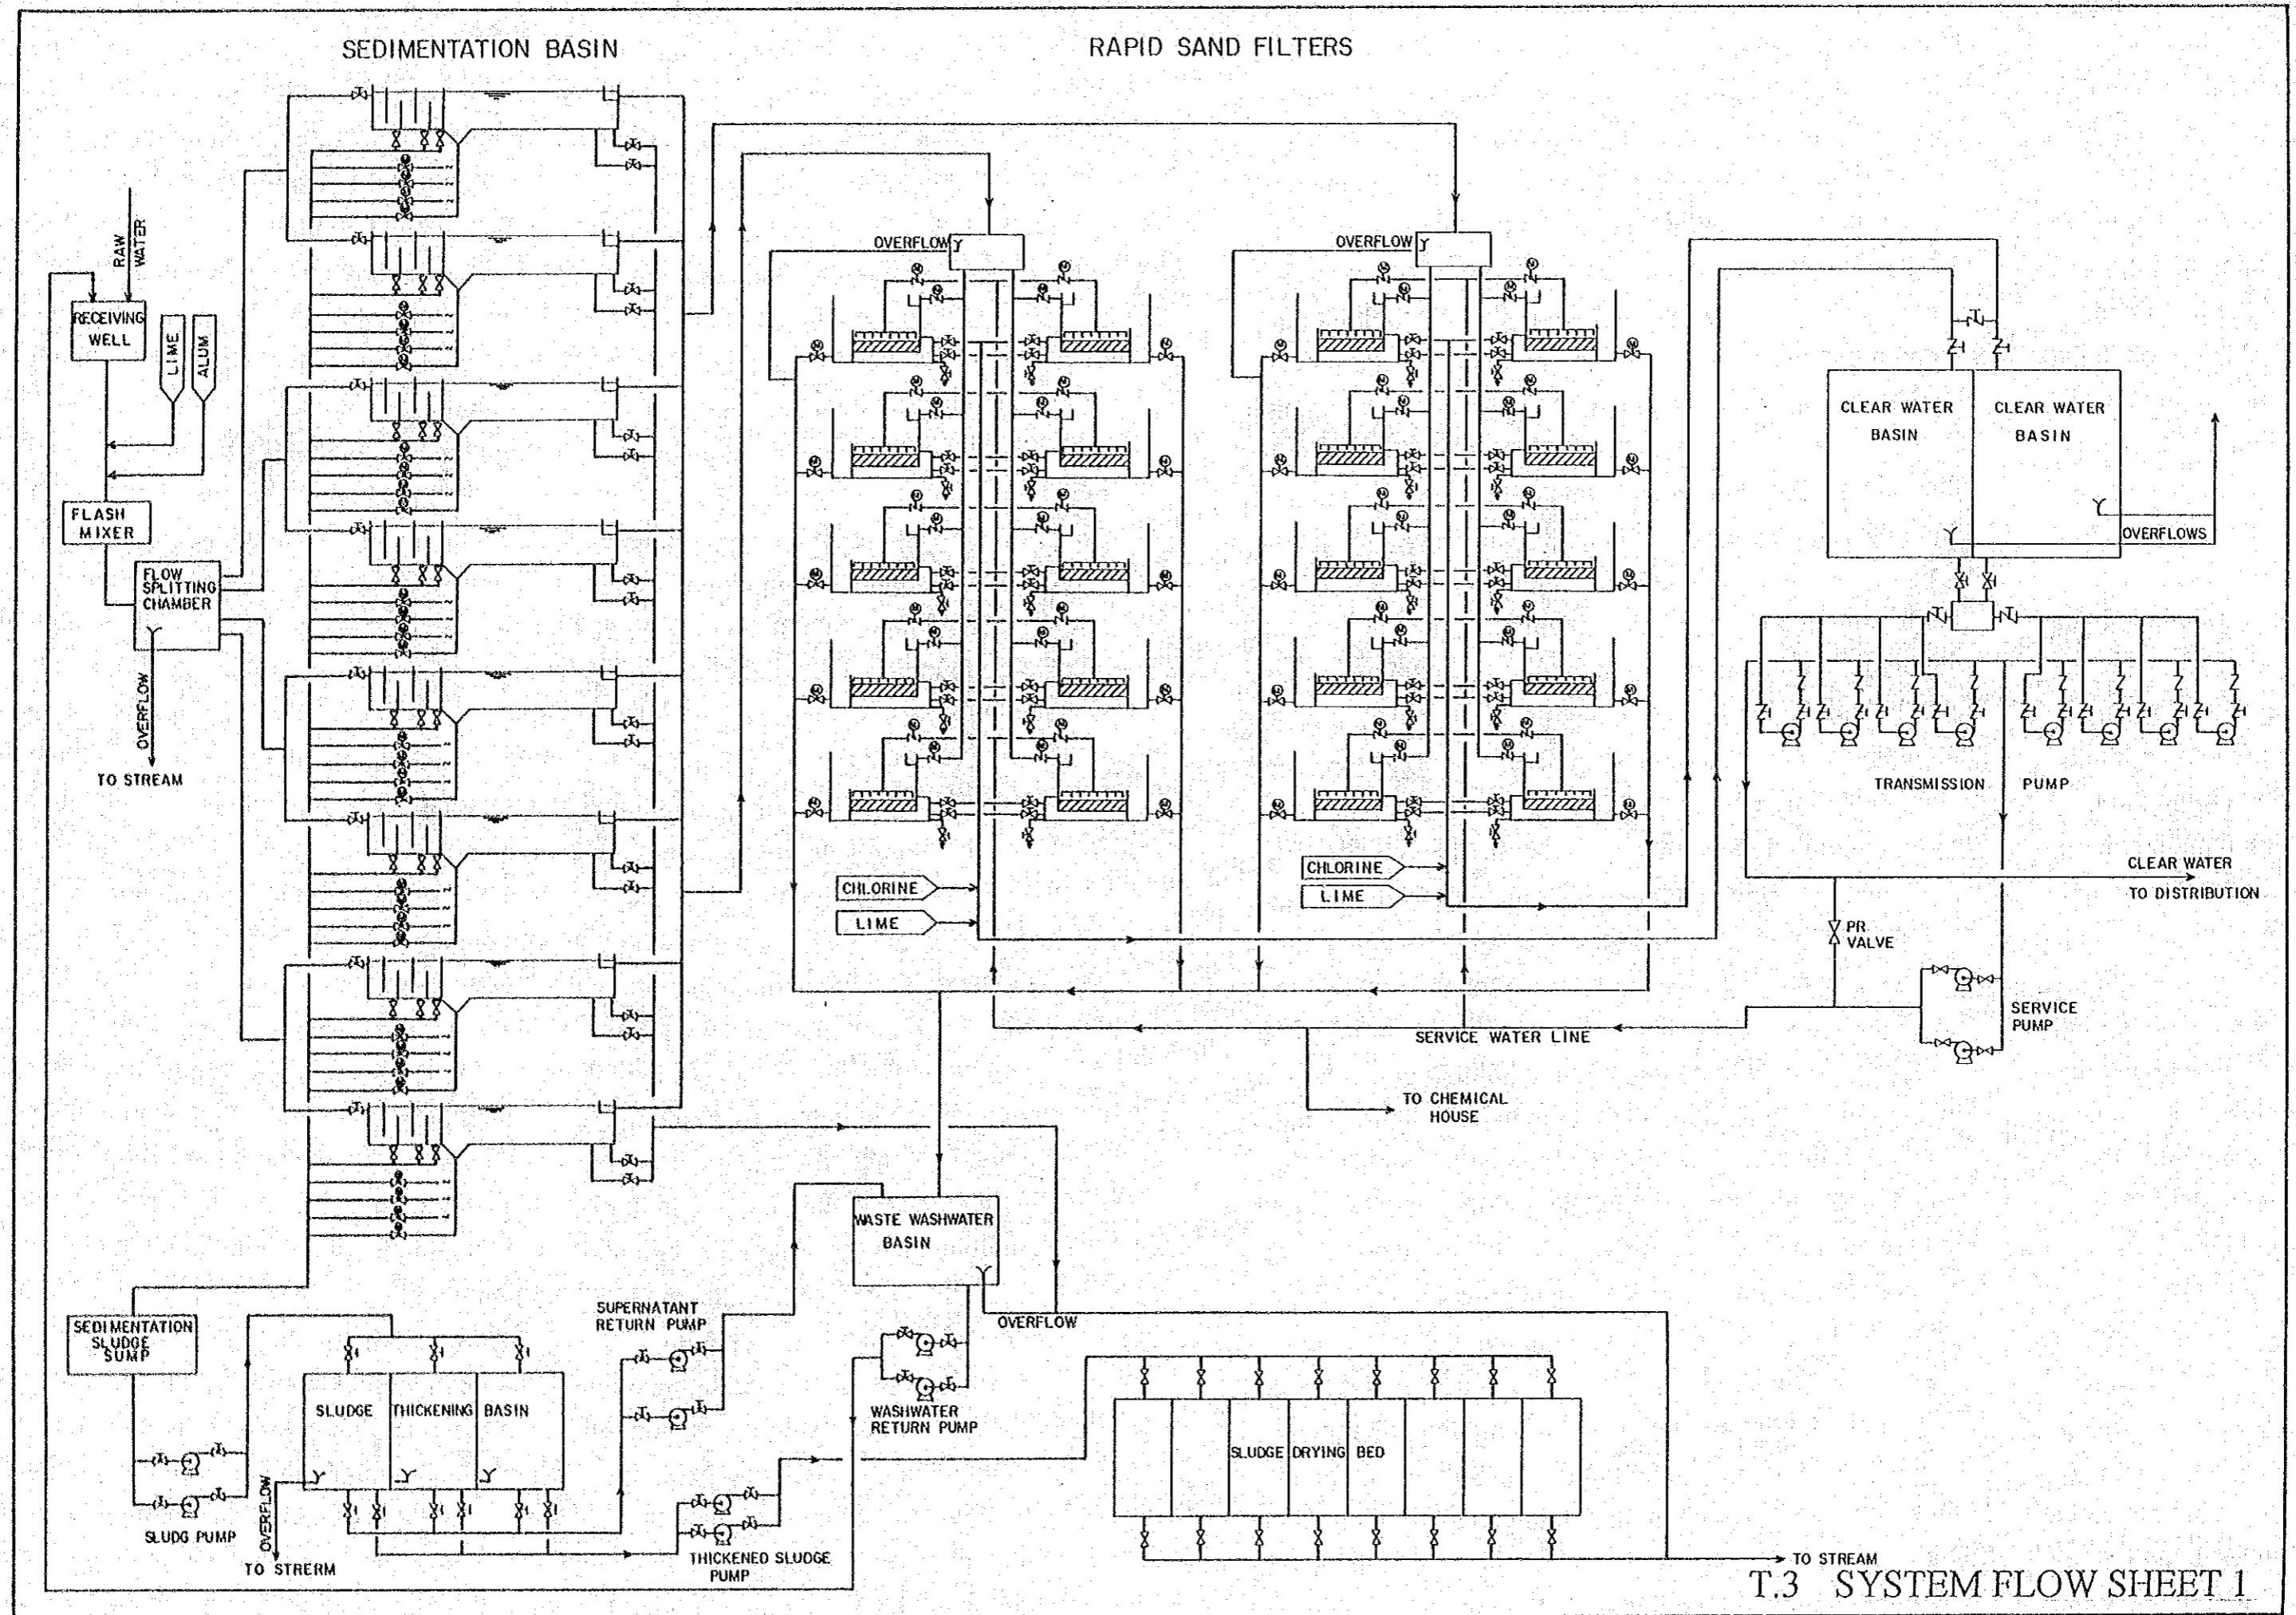 SEDIMENTATION BASIN
RAPID SAND FILTERS
RAW
WATER
RECEIVING
WELL
LIME
ALUM
FLASH
MIXER
FLOW
SPLITTING
CHAMBER
OVERFLOW
TO STREAM
OVERFLOW
OVERFLOW
CHLORINE
LIME
CHLORINE
LIME
CLEAR WATER
BASIN
CLEAR WATER
BASIN
OVERFLOWS
TRANSMISSION PUMP
CLEAR WATER
TO DISTRIBUTION
PR
VALVE
SERVICE
PUMP
SERVICE WATER LINE
TO CHEMICAL
HOUSE
WASTE WASHWATER
BASIN
OVERFLOW
SUPERNATANT
RETURN PUMP
WASHWATER
RETURN PUMP
SEDIMENTATION
SLUDGE
SUMP
SLUDG PUMP
SLUDGE THICKENING BASIN
OVERFLOW
TO STRERM
THICKENED SLUDGE
PUMP
SLUDGE DRYING BED
TO STREAM
T.3 SYSTEM FLOW SHEET 1